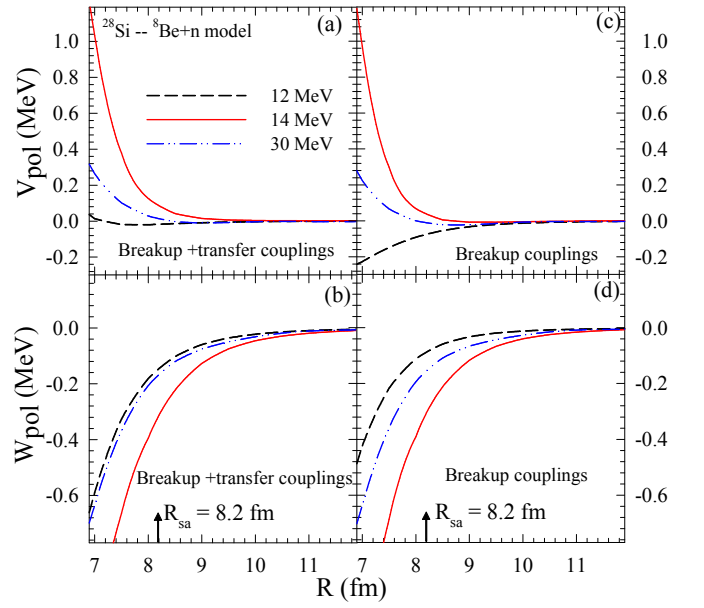 ²⁸Si -- ⁸Be+n model
(a)
(c)
12 MeV
14 MeV
30 MeV
V_pol (MeV)
1.0
0.8
0.6
0.4
0.2
0.0
-0.2
1.0
0.8
0.6
0.4
0.2
0.0
-0.2
Breakup +transfer couplings
Breakup couplings
(b)
(d)
W_pol (MeV)
0.0
-0.2
-0.4
-0.6
0.0
-0.2
-0.4
-0.6
Breakup +transfer couplings
Breakup couplings
R_sa = 8.2 fm
R_sa = 8.2 fm
7 8 9 10 11 7 8 9 10 11
R (fm)